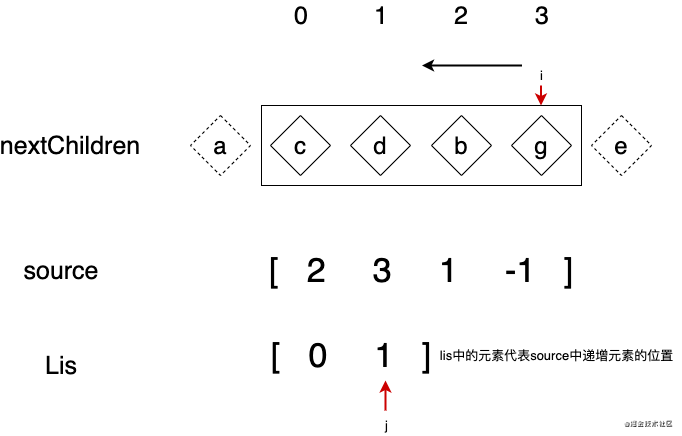 0 1 2 3
i
nextChildren a c d b g e
source [ 2 3 1 -1 ]
Lis [ 0 1 ] lis中的元素代表source中递增元素的位置
j
@掘金技术社区